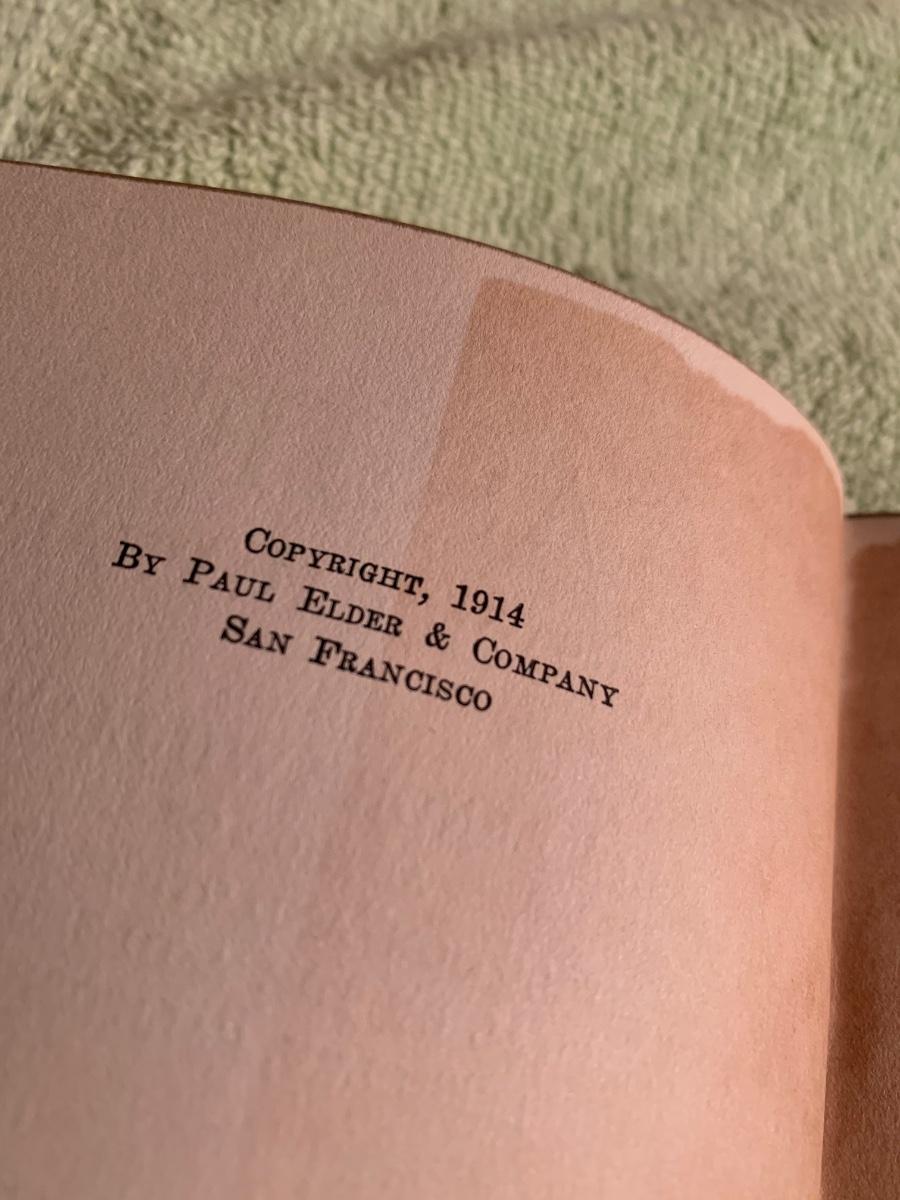 Copyright, 1914
By Paul Elder & Company
San Francisco